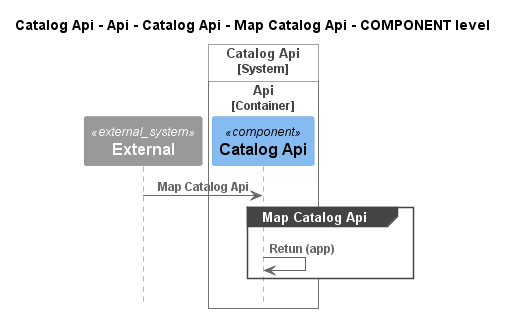 Catalog Api - Api - Catalog Api - Map Catalog Api - COMPONENT level
Catalog Api
[System]
Api
[Container]
«external_system»
External
«component»
Catalog Api
Map Catalog Api
Map Catalog Api
Retun (app)